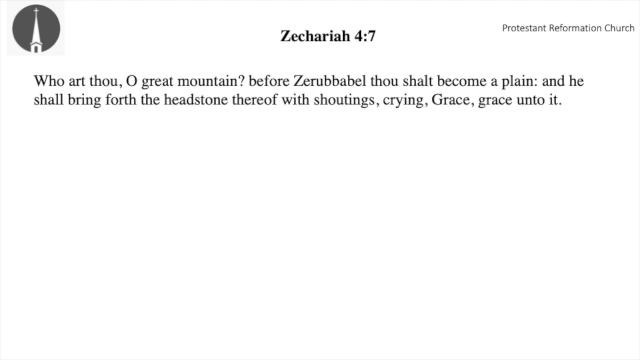 Protestant Reformation Church
Zechariah 4:7
Who art thou, O great mountain? before Zerubbabel thou shalt become a plain: and he
shall bring forth the headstone thereof with shoutings, crying, Grace, grace unto it.